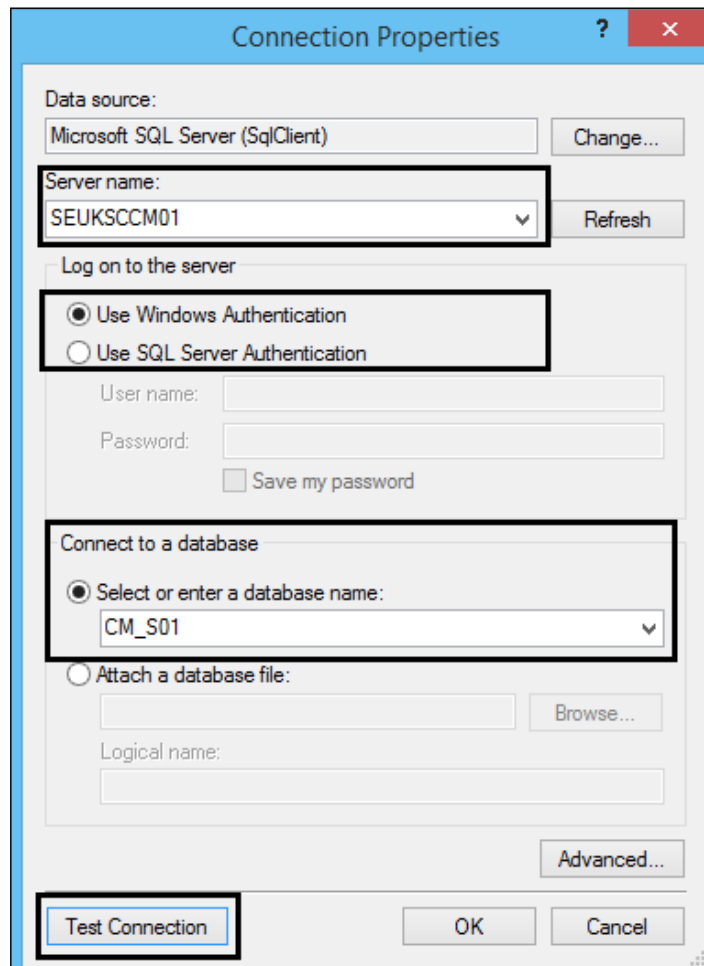 Connection Properties
?
×
Data source:
Microsoft SQL Server (SqlClient)
Change...
Server name:
SEUKSCCM01
Refresh
Log on to the server
Use Windows Authentication
Use SQL Server Authentication
User name:
Password:
Save my password
Connect to a database
Select or enter a database name:
CM_S01
Attach a database file:
Browse...
Logical name:
Advanced...
Test Connection
OK
Cancel